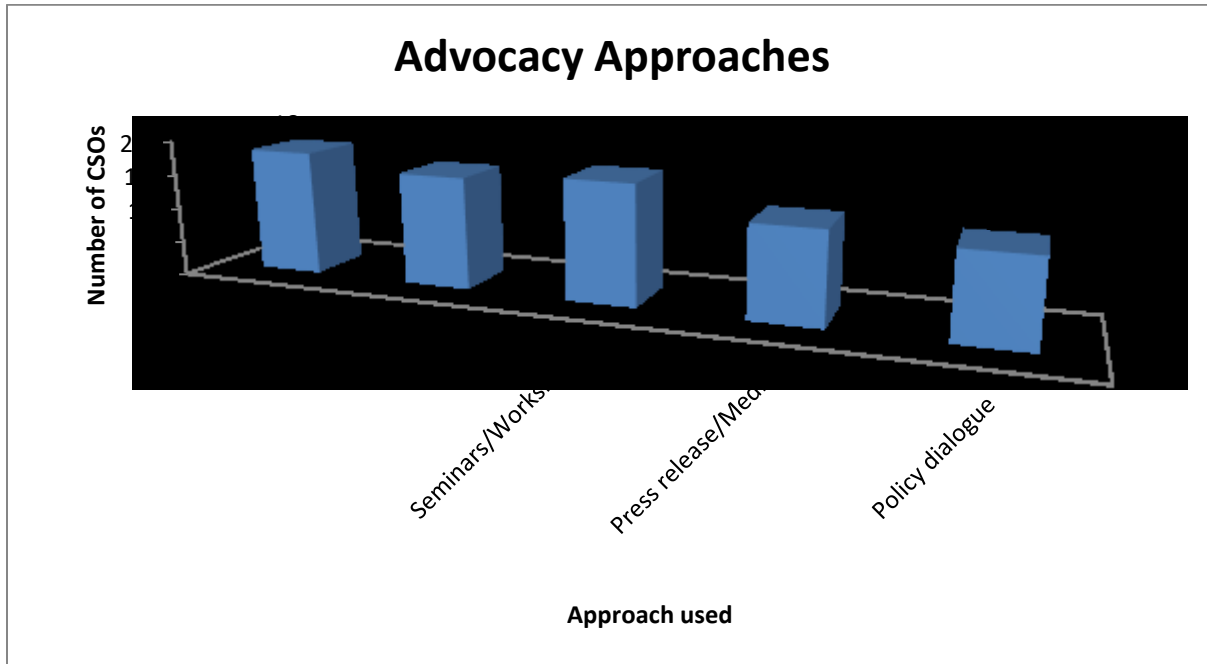 Advocacy Approaches
Number of CSOs
2
1
Seminars/Works
Press release/Med
Policy dialogue
Approach used